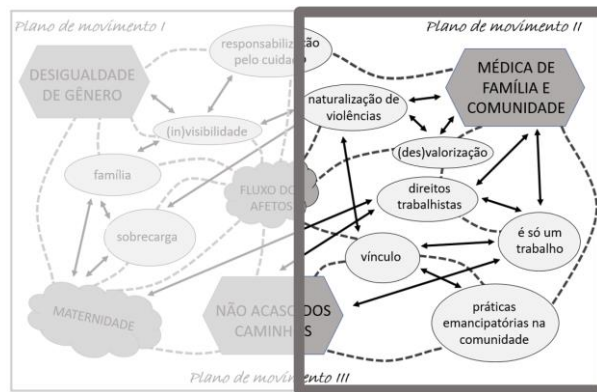 Plano de movimento I
Plano de movimento II
responsabilização
pelo cuidado
DESIGUALDADE
DE GÊNERO
MÉDICA DE
FAMÍLIA E
COMUNIDADE
naturalização de
violências
(in)visibilidade
(des)valorização
família
FLUXO DOS
AFETOS
direitos
trabalhistas
sobrecarga
é só um
trabalho
vínculo
MATERNIDADE
NÃO ACASO DOS
CAMINHOS
práticas
emancipatórias na
comunidade
Plano de movimento III